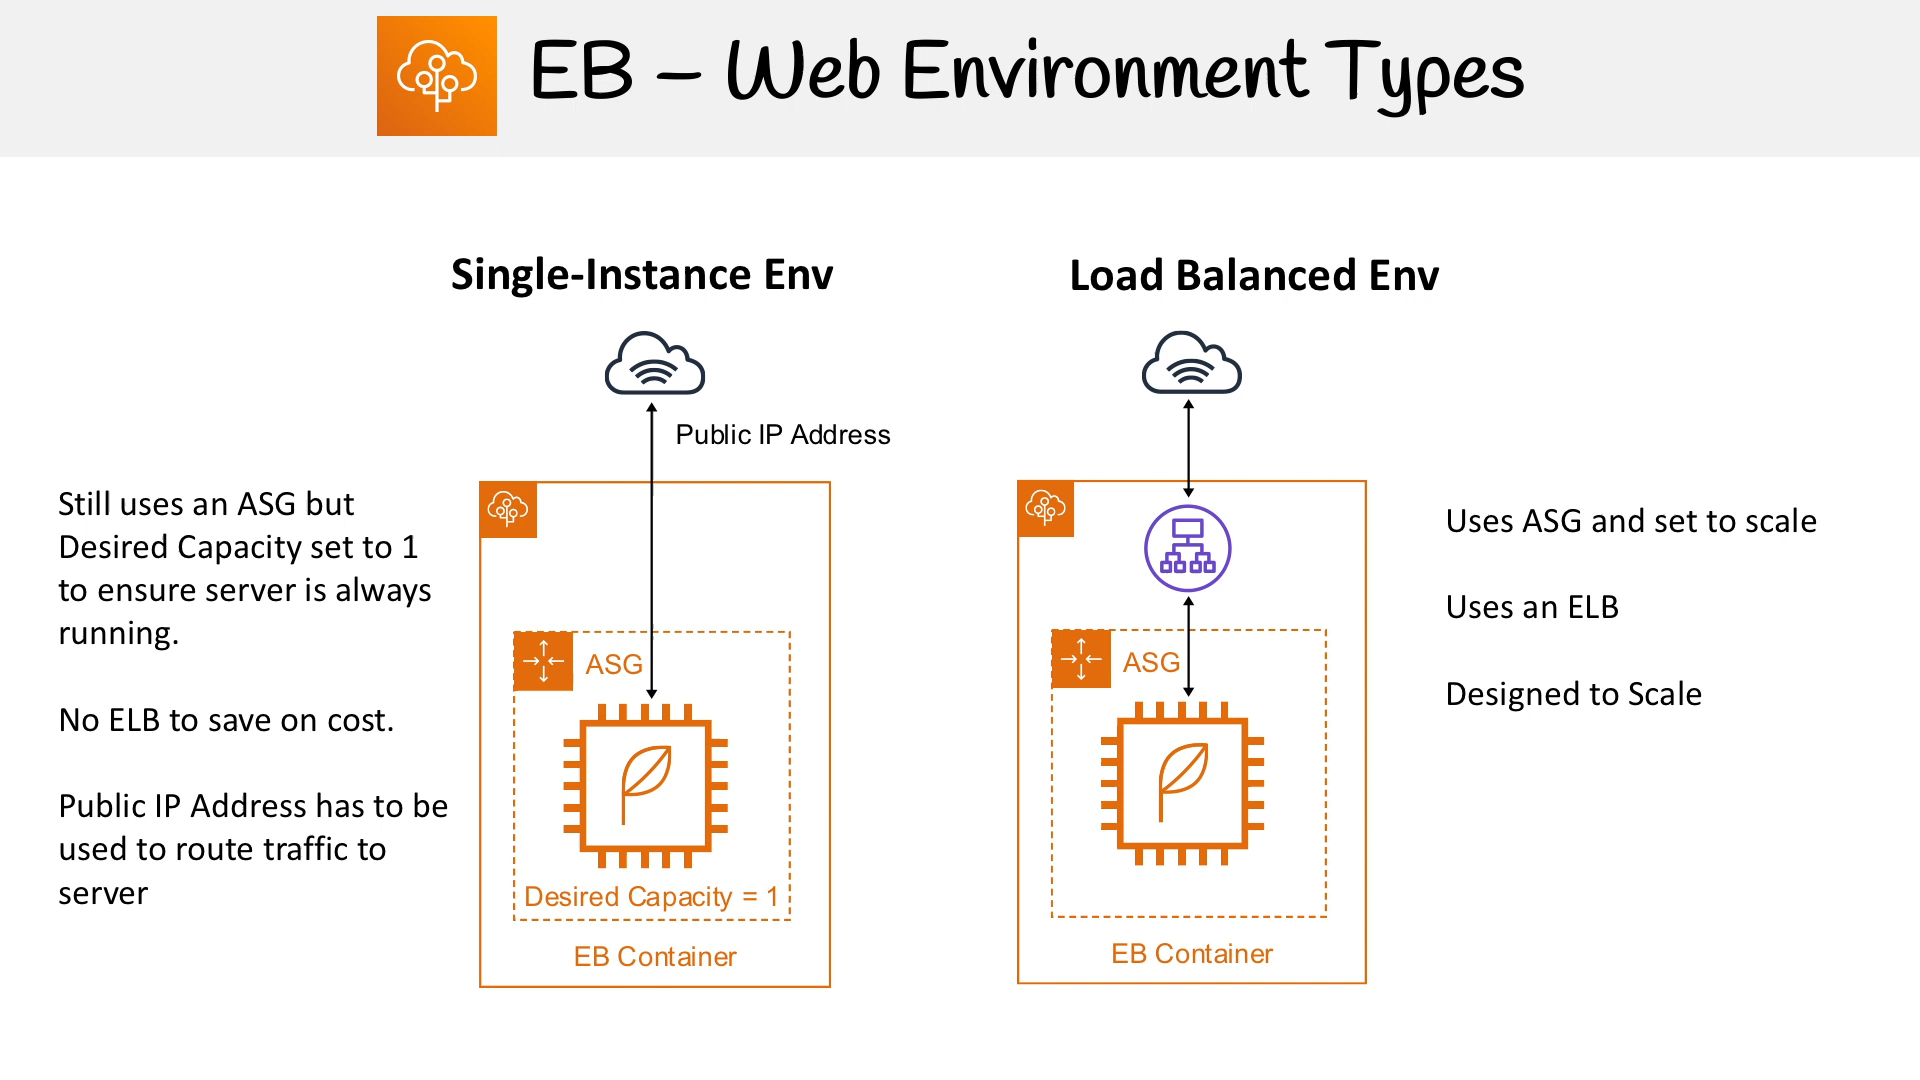 EB – Web Environment Types
Single-Instance Env
Public IP Address
Still uses an ASG but
Desired Capacity set to 1
to ensure server is always
running.
No ELB to save on cost.
Public IP Address has to be
used to route traffic to
server
ASG
Desired Capacity = 1
EB Container
Load Balanced Env
ASG
EB Container
Uses ASG and set to scale
Uses an ELB
Designed to Scale